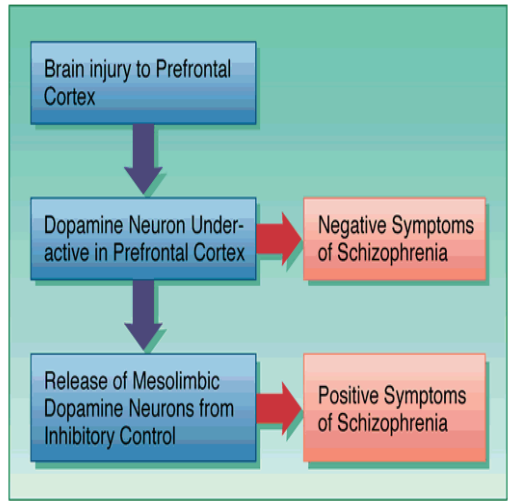 Brain injury to Prefrontal
Cortex
Dopamine Neuron Under-
active in Prefrontal Cortex
Negative Symptoms
of Schizophrenia
Release of Mesolimbic
Dopamine Neurons from
Inhibitory Control
Positive Symptoms
of Schizophrenia